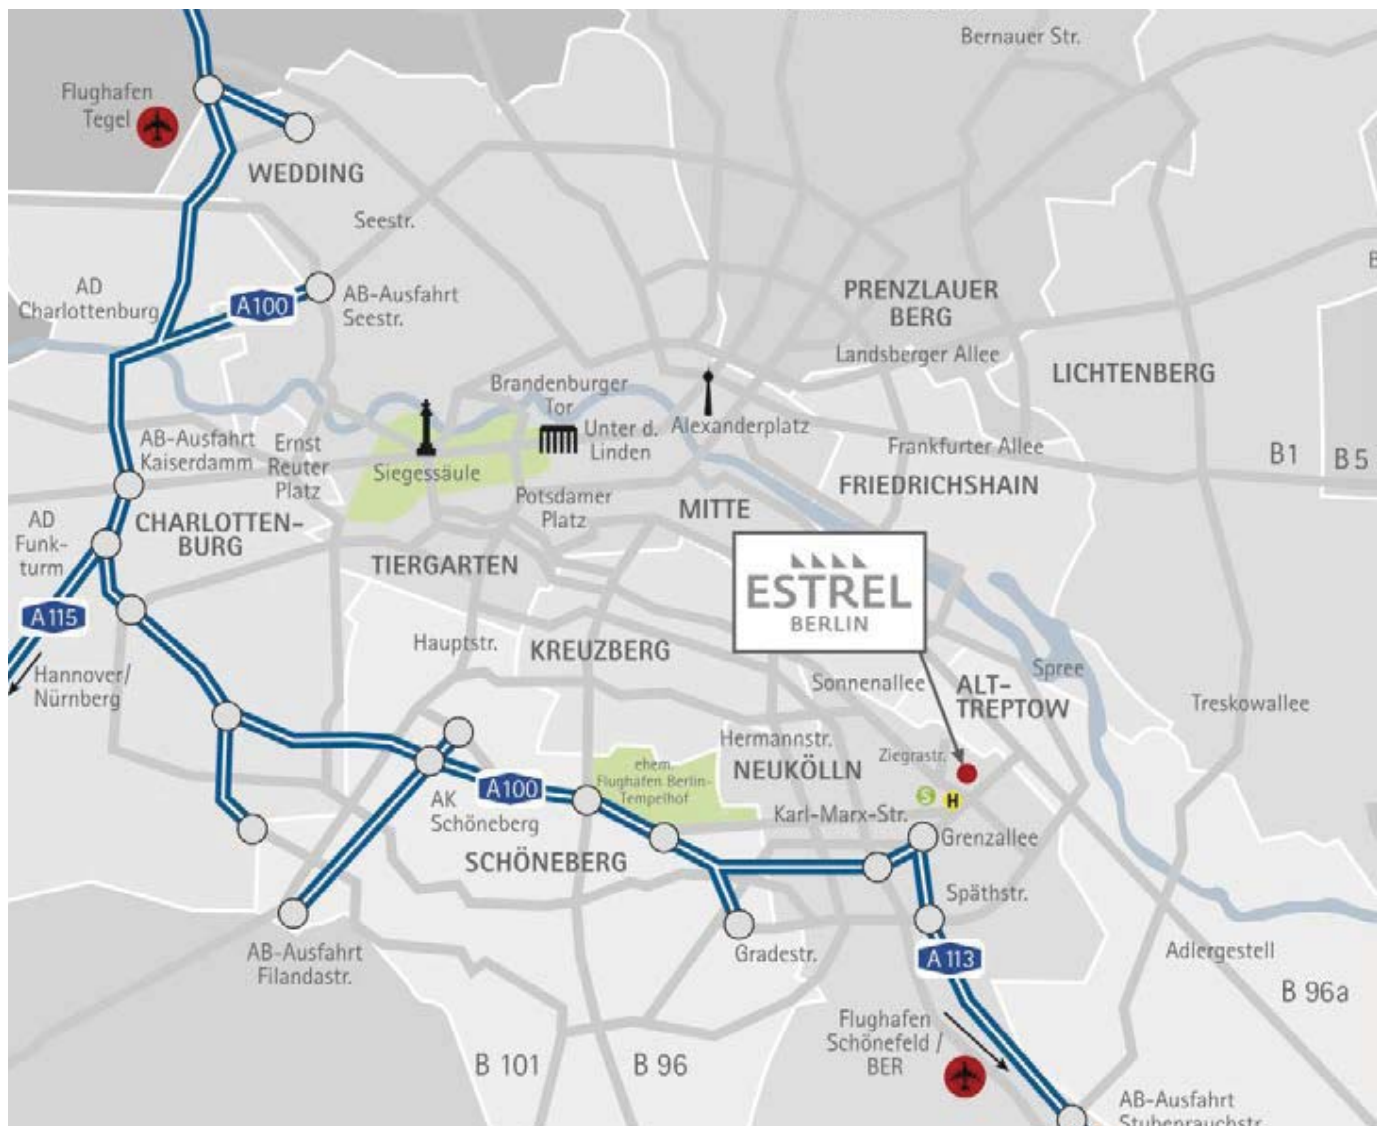 Bernauer Str.
Flughafen
Tegel
WEDDING
Seestr.
AD
Charlottenburg
A100
AB-Ausfahrt
Seestr.
PRENZLAUER
BERG
Landsberger Allee
LICHTENBERG
Brandenburger
Tor
Unter d.
Linden
Alexanderplatz
AB-Ausfahrt
Kaiserdamm
Ernst
Reuter
Platz
Siegessäule
Frankfurter Allee
B1
B 5
Potsdamer
Platz
MITTE
FRIEDRICHSHAIN
AD
Funk-
turm
CHARLOTTEN-
BURG
TIERGARTEN
ESTREL
BERLIN
A115
Hannover/
Nürnberg
Hauptstr.
KREUZBERG
Sonnenallee
ALT-
TREPTOW
Spree
Treskowallee
Hermannstr.
NEUKÖLLN
Ziegrastr.
ehem.
Flughafen Berlin-
Tempelhof
S
H
A100
AK
Schöneberg
Karl-Marx-Str.
Grenzallee
SCHÖNEBERG
Späthstr.
AB-Ausfahrt
Filandastr.
Gradestr.
A 113
Adlergestell
B 96a
Flughafen
Schönefeld /
BER
B 101
B 96
AB-Ausfahrt
Stubenrauchstr.